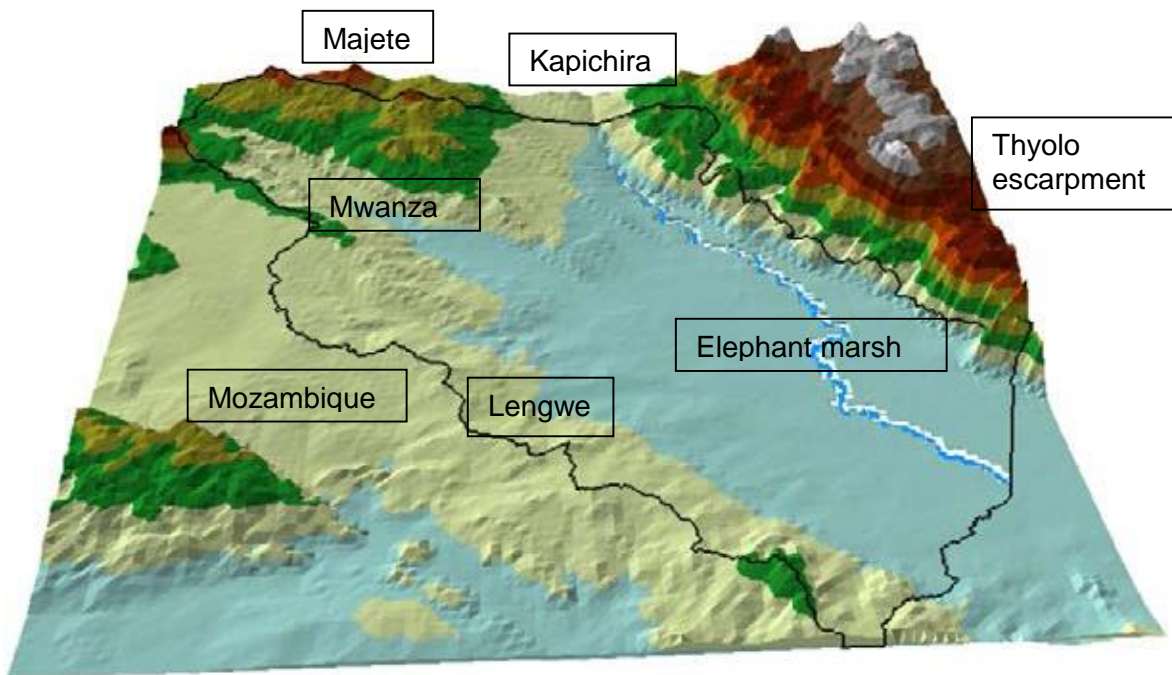 Majete
Kapichira
Thyolo
escarpment
Mwanza
Elephant marsh
Mozambique
Lengwe